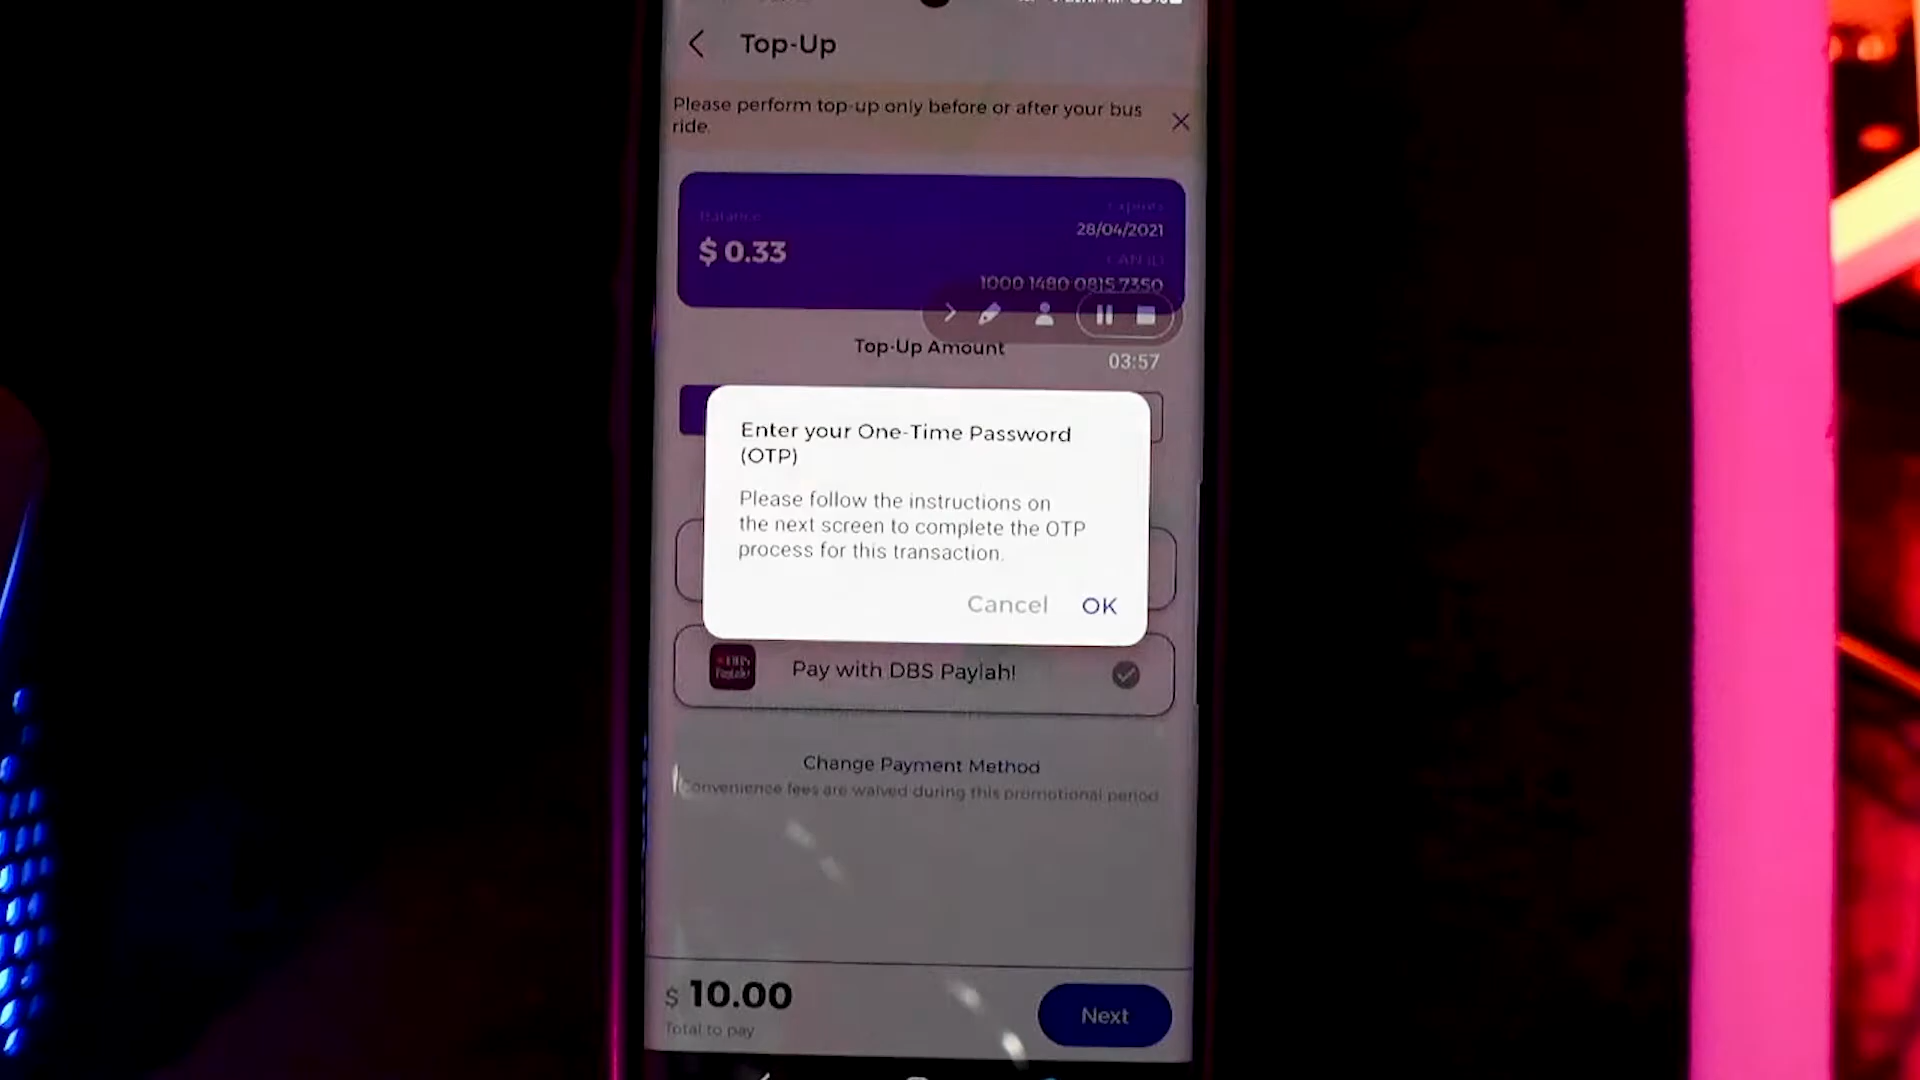 Top-Up
Please perform top-up only before or after your bus
ride.
Balance
$ 0.33
Expires
28/04/2021
CAN ID
1000 1480 0815 7350
Top-Up Amount
03:57
Enter your One-Time Password
(OTP)
Please follow the instructions on
the next screen to complete the OTP
process for this transaction.
Cancel OK
Pay with DBS Paylah!
Change Payment Method
Convenience fees are waived during this promotional period
$ 10.00
Total to pay
Next